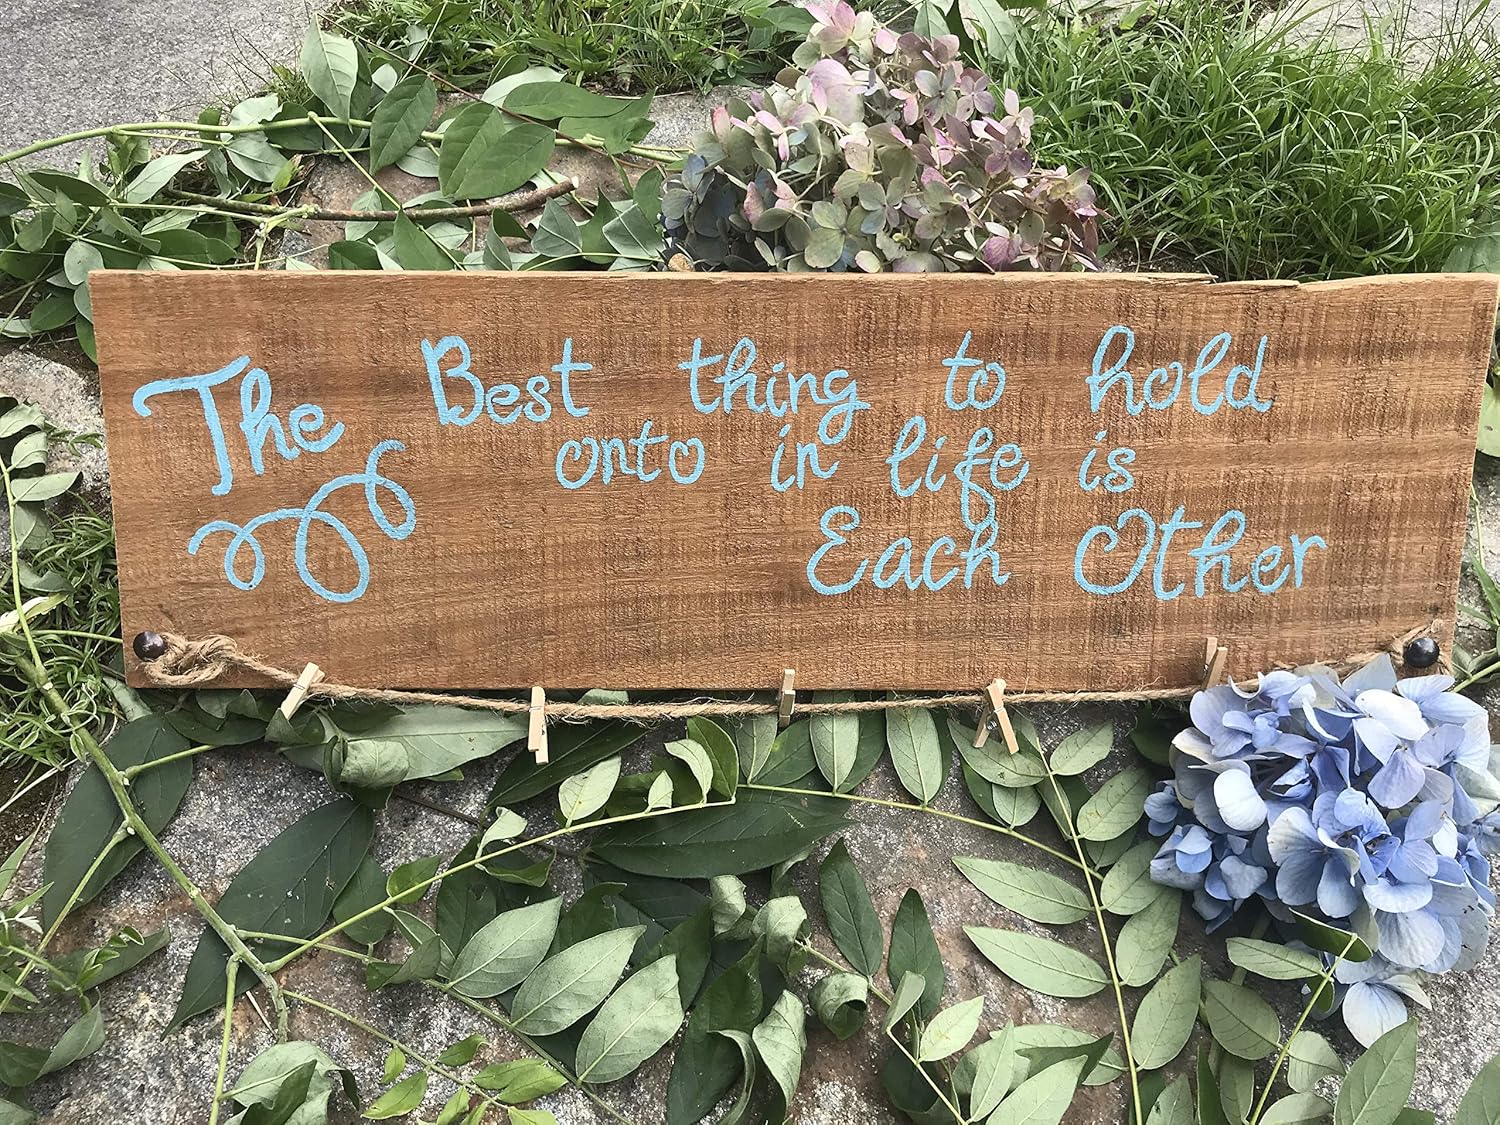 The Best thing to hold
onto in life is
Each Other